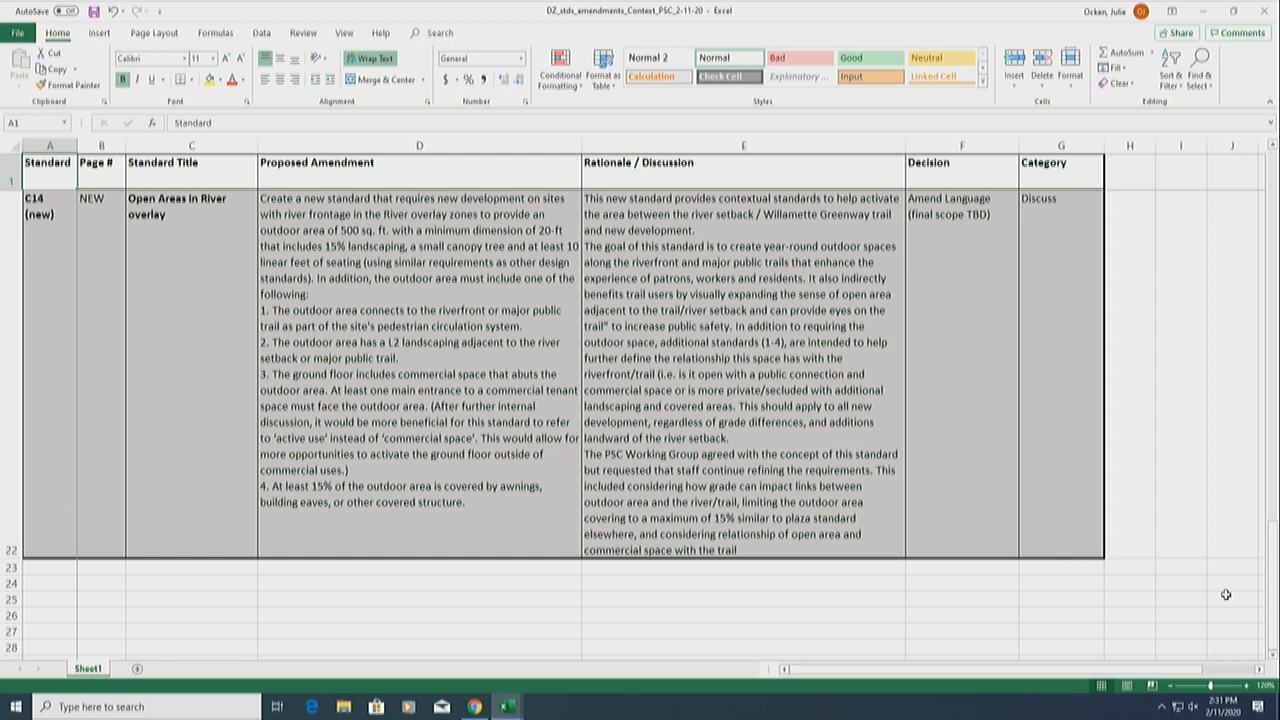 AutoSave Off
DZ_stds_amendments_Context_PSC_2-11-20 - Excel
Ocken, Julie OJ
File Home Insert Page Layout Formulas Data Review View Help Search Share Comments
Paste
Cut
Copy
Format Painter
Clipboard
Calibri 11 A A
B I U
Font
Wrap Text
Merge & Center
Alignment
General
$ % ,
Number
Conditional Formatting
Format as Table
Normal 2 Normal Bad Good Neutral
Calculation Check Cell Explanatory ... Input Linked Cell
Styles
Insert Delete Format
Cells
AutoSum
Fill
Clear
Sort & Filter
Find & Select
Editing
A1 fx Standard
A B C D E F G H I J
1 Standard Page # Standard Title Proposed Amendment Rationale / Discussion Decision Category
C14
(new)
NEW
Open Areas in River
overlay
Create a new standard that requires new development on sites
with river frontage in the River overlay zones to provide an
outdoor area of 500 sq. ft. with a minimum dimension of 20-ft
that includes 15% landscaping, a small canopy tree and at least 10
linear feet of seating (using similar requirements as other design
standards). In addition, the outdoor area must include one of the
following:
1. The outdoor area connects to the riverfront or major public
trail as part of the site's pedestrian circulation system.
2. The outdoor area has a L2 landscaping adjacent to the river
setback or major public trail.
3. The ground floor includes commercial space that abuts the
outdoor area. At least one main entrance to a commercial tenant
space must face the outdoor area. (After further internal
discussion, it would be more beneficial for this standard to refer
to 'active use' instead of 'commercial space'. This would allow for
more opportunities to activate the ground floor outside of
commercial uses.)
4. At least 15% of the outdoor area is covered by awnings,
building eaves, or other covered structure.
This new standard provides contextual standards to help activate
the area between the river setback / Willamette Greenway trail
and new development.
The goal of this standard is to create year-round outdoor spaces
along the riverfront and major public trails that enhance the
experience of patrons, workers and residents. It also indirectly
benefits trail users by visually expanding the sense of open area
adjacent to the trail/river setback and can provide eyes on the
trail" to increase public safety. In addition to requiring the
outdoor space, additional standards (1-4), are intended to help
further define the relationship this space has with the
riverfront/trail (i.e. is it open with a public connection and
commercial space or is more private/secluded with additional
landscaping and covered areas. This should apply to all new
development, regardless of grade differences, and additions
landward of the river setback.
The PSC Working Group agreed with the concept of this standard
but requested that staff continue refining the requirements. This
included considering how grade can impact links between
outdoor area and the river/trail, limiting the outdoor area
covering to a maximum of 15% similar to plaza standard
elsewhere, and considering relationship of open area and
commercial space with the trail
Amend Language
(final scope TBD)
Discuss
22
23
24
25
26
27
28
Sheet1
120%
Type here to search
2:31 PM
2/11/2020